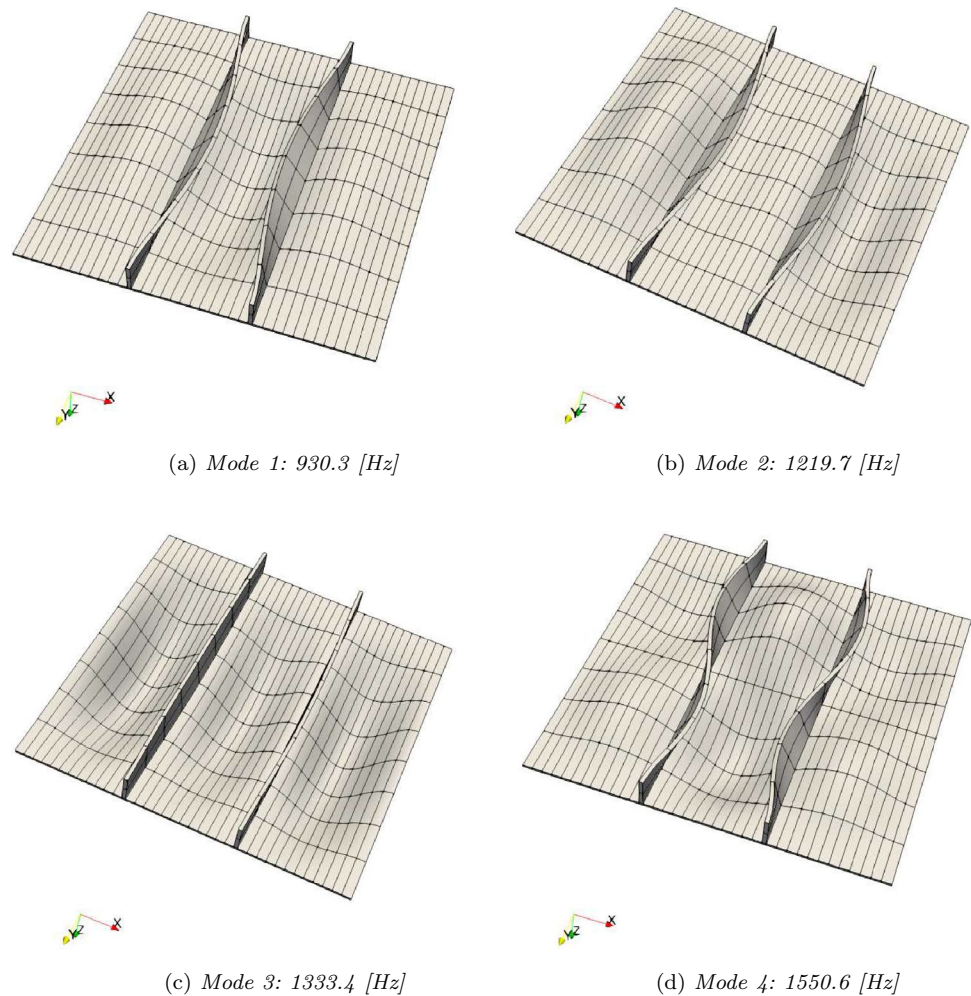 X
Y Z
X
Y Z
(a) Mode 1: 930.3 [Hz]
(b) Mode 2: 1219.7 [Hz]
X
Y Z
X
Y Z
(c) Mode 3: 1333.4 [Hz]
(d) Mode 4: 1550.6 [Hz]